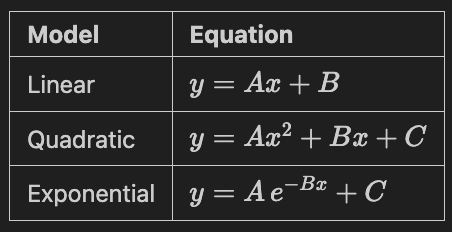 Model Equation
Linear y = Ax + B
Quadratic y = Ax² + Bx + C
Exponential y = A e^{-Bx} + C